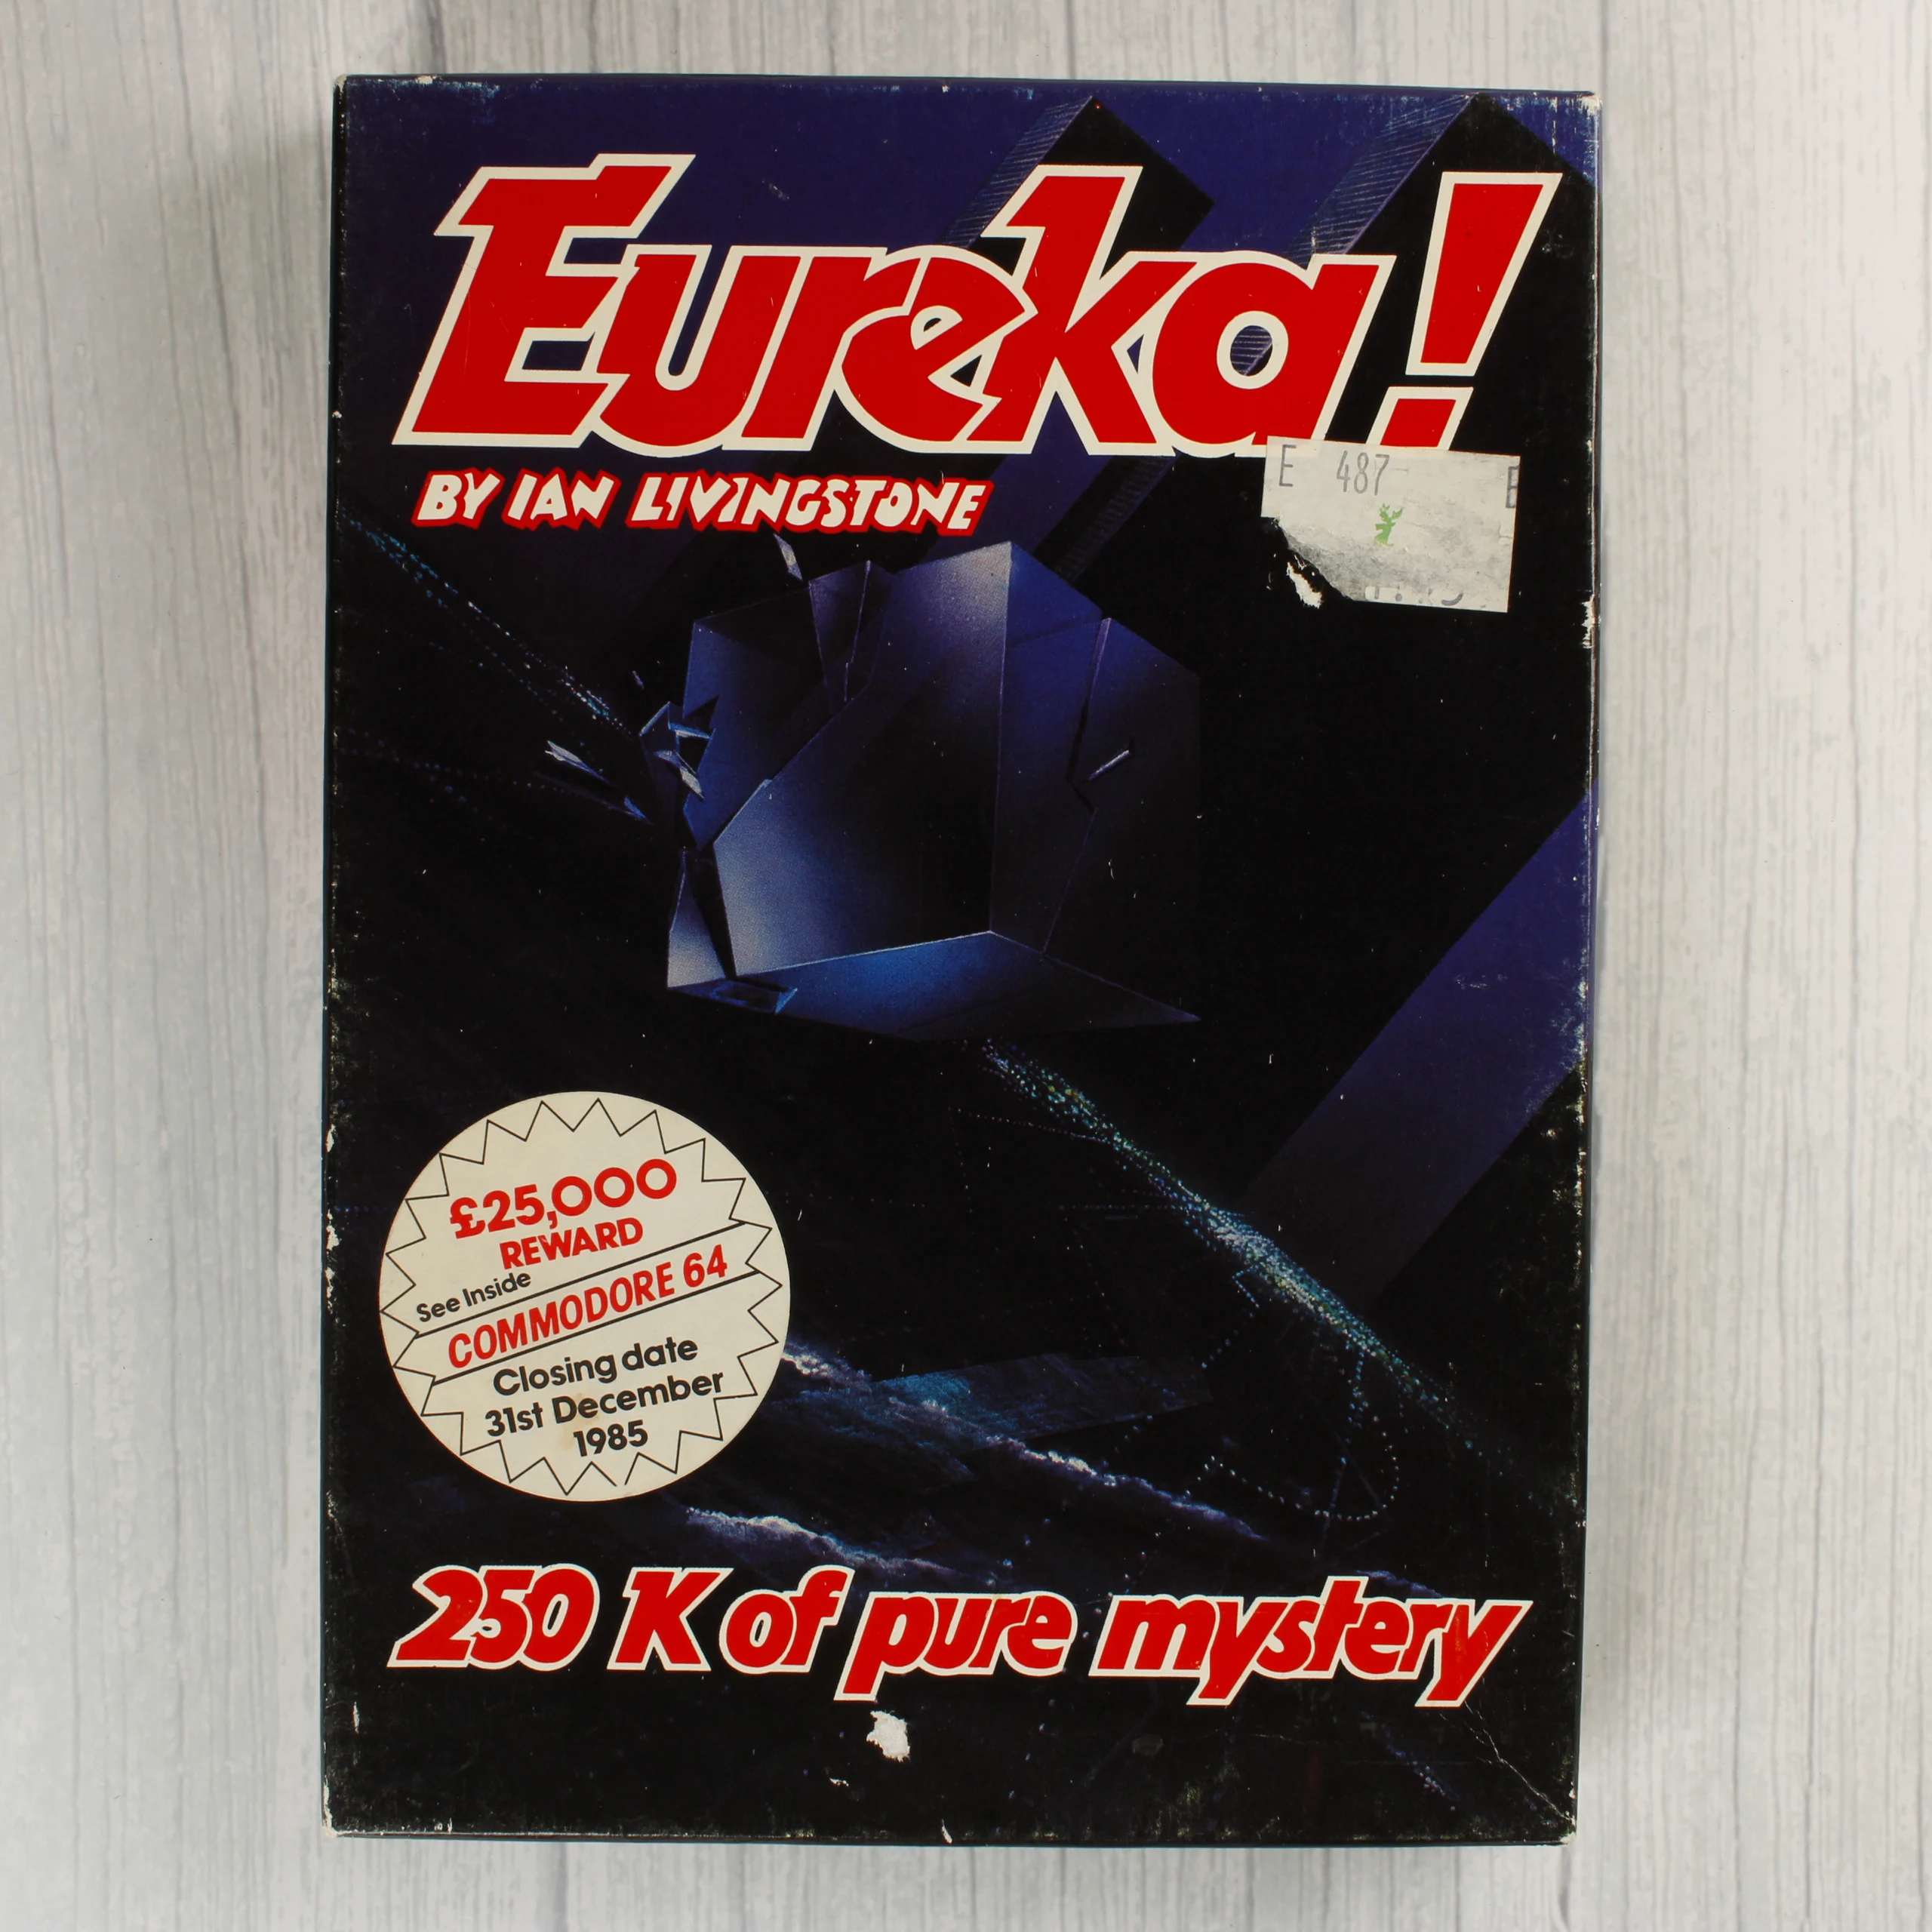 Eureka!
BY IAN LIVINGSTONE
E 487 E
£25,000
REWARD
See Inside
COMMODORE 64
Closing date
31st December
1985
250 K of pure mystery